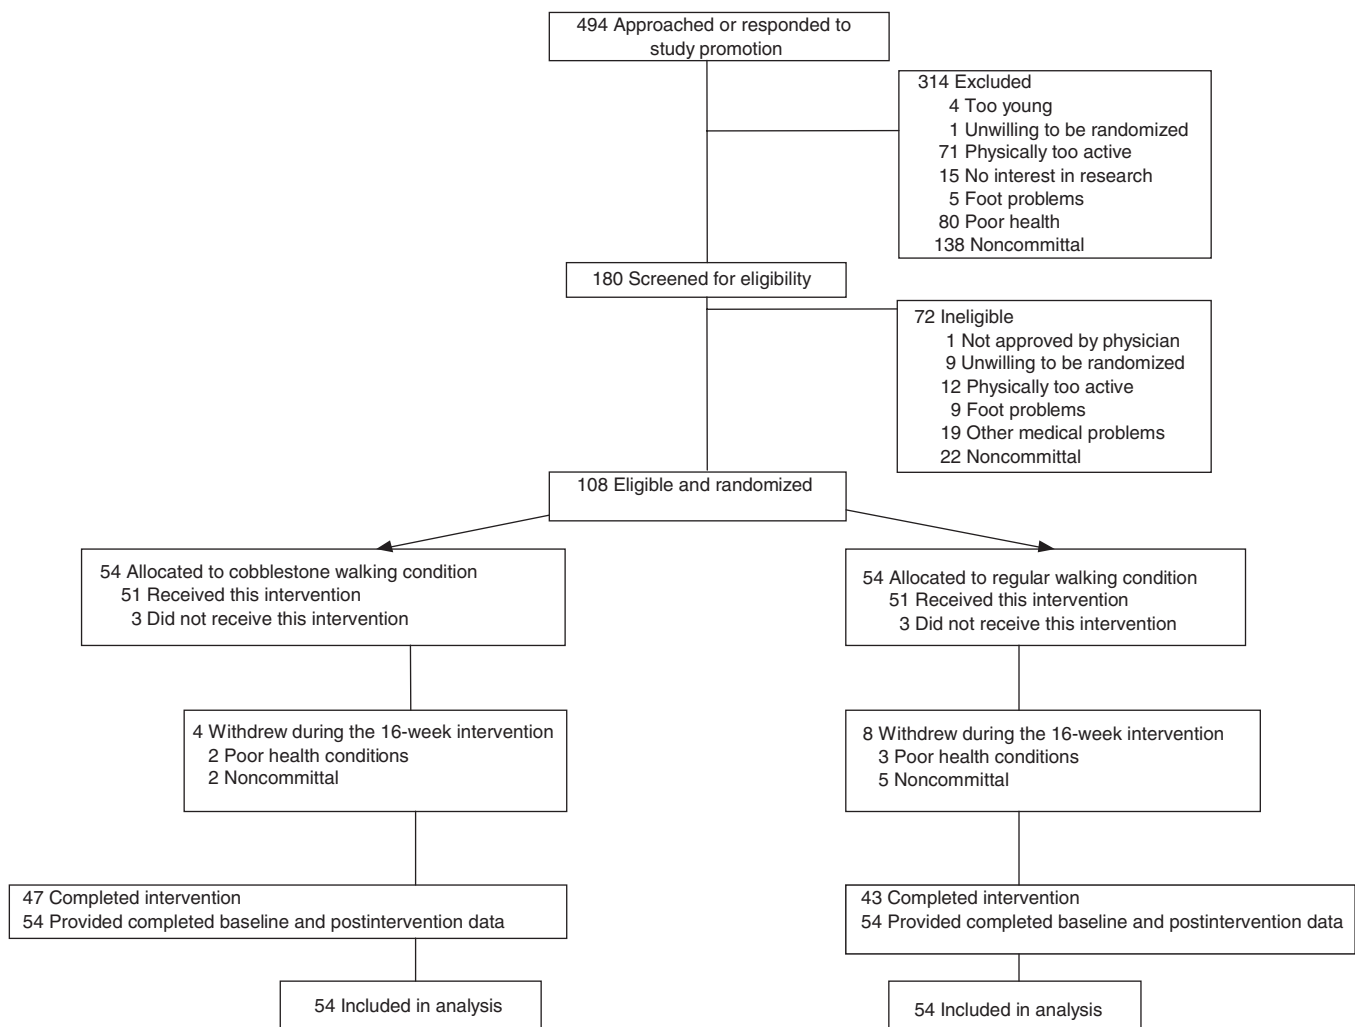 494 Approached or responded to
study promotion
314 Excluded
4 Too young
1 Unwilling to be randomized
71 Physically too active
15 No interest in research
5 Foot problems
80 Poor health
138 Noncommittal
180 Screened for eligibility
72 Ineligible
1 Not approved by physician
9 Unwilling to be randomized
12 Physically too active
9 Foot problems
19 Other medical problems
22 Noncommittal
108 Eligible and randomized
54 Allocated to cobblestone walking condition
51 Received this intervention
3 Did not receive this intervention
54 Allocated to regular walking condition
51 Received this intervention
3 Did not receive this intervention
4 Withdrew during the 16-week intervention
2 Poor health conditions
2 Noncommittal
8 Withdrew during the 16-week intervention
3 Poor health conditions
5 Noncommittal
47 Completed intervention
54 Provided completed baseline and postintervention data
43 Completed intervention
54 Provided completed baseline and postintervention data
54 Included in analysis
54 Included in analysis